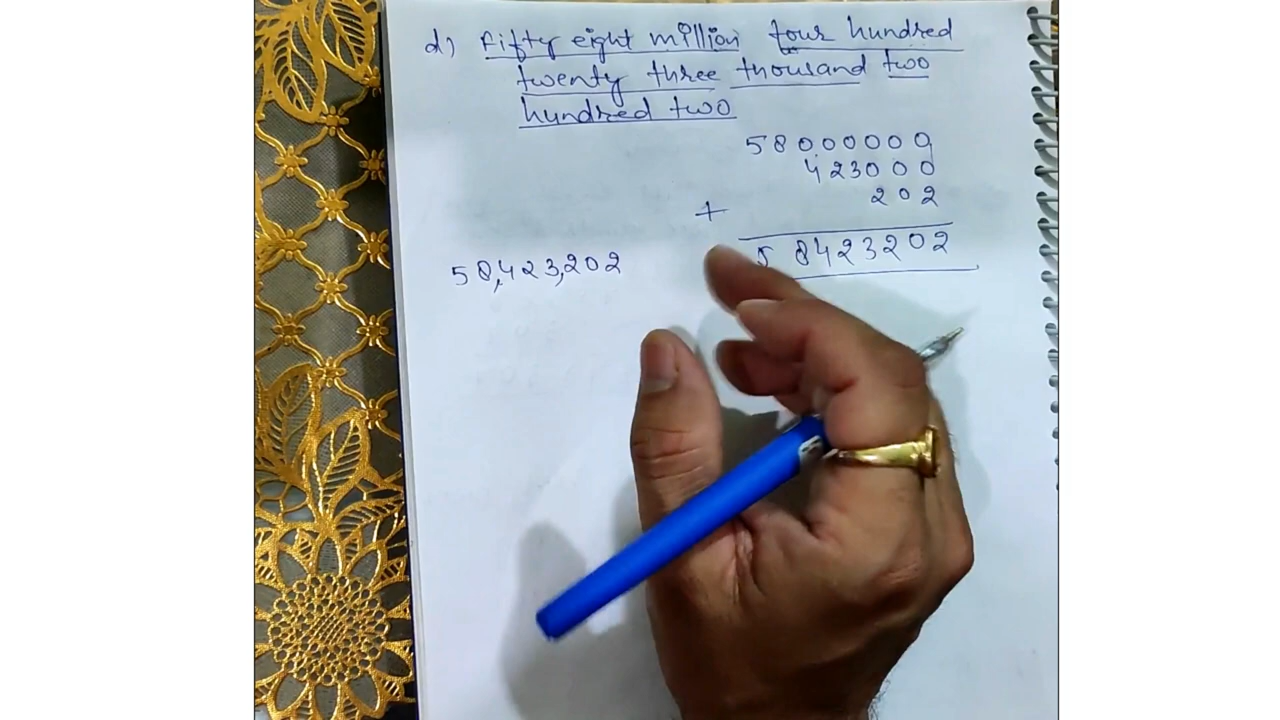 d) Fifty eight million four hundred
twenty three thousand two
hundred two
58000000
423000
202
+
58423202
58,423,202